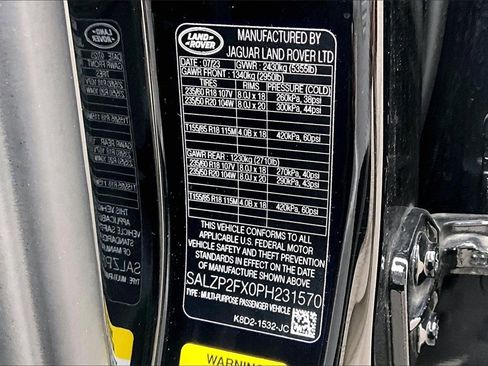 LAND
ROVER
MANUFACTURED BY
JAGUAR LAND ROVER LTD
DATE : 07/23 GVWR : 2430kg (5355lb)
GAWR FRONT : 1340kg (2950lb)
TIRES RIMS PRESSURE (COLD)
235/60 R18 107V 8.0J x 18 260kPa, 38psi
235/50 R20 104W 8.0J x 20 300kPa, 44psi
T155/85 R18 115M 4.0B x 18 420kPa, 60psi
GAWR REAR : 1230kg (2710lb)
235/60 R18 107V 8.0J x 18 270kPa, 40psi
235/50 R20 104W 8.0J x 20 290kPa, 43psi
T155/85 R18 115M 4.0B x 18 420kPa, 60psi
THIS VEHICLE CONFORMS TO ALL
APPLICABLE U.S. FEDERAL MOTOR
VEHICLE SAFETY AND THEFT PREVENTION
STANDARDS IN EFFECT ON THE DATE
OF MANUFACTURE SHOWN ABOVE
SALZP2FX0PH231570
TYPE : MULTI-PURPOSE PASSENGER VEHICLE
K8D2-1532-JC
WARNING